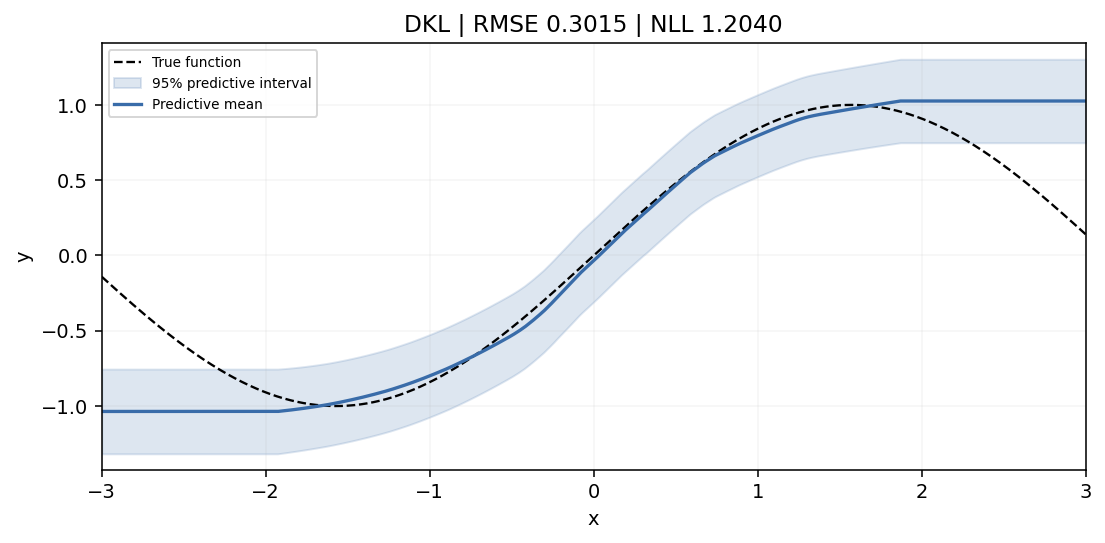 DKL | RMSE 0.3015 | NLL 1.2040
True function
95% predictive interval
Predictive mean
1.0
0.5
0.0
−0.5
−1.0
y
−3 −2 −1 0 1 2 3
x